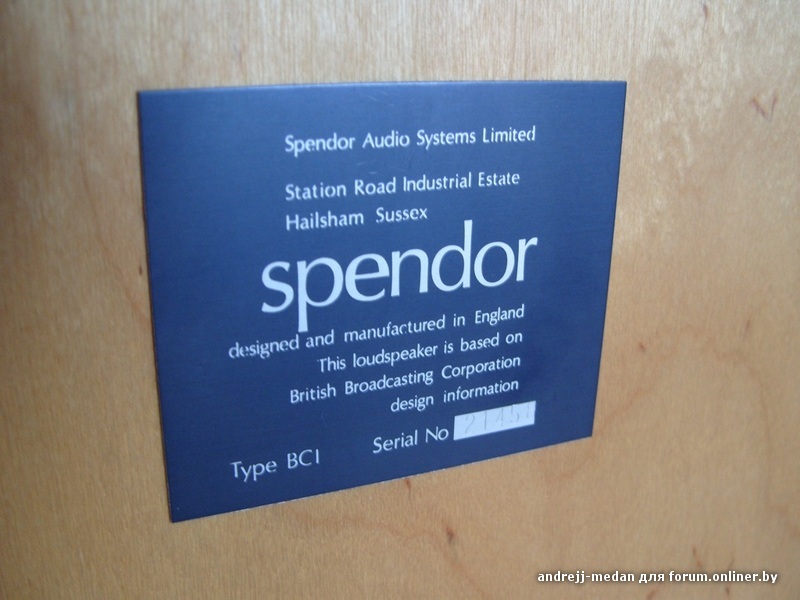 Spendor Audio Systems Limited
Station Road Industrial Estate
Hailsham Sussex
spendor
designed and manufactured in England
This loudspeaker is based on
British Broadcasting Corporation
design information
Type BC1
Serial No
andrejj-medan для forum.onliner.by